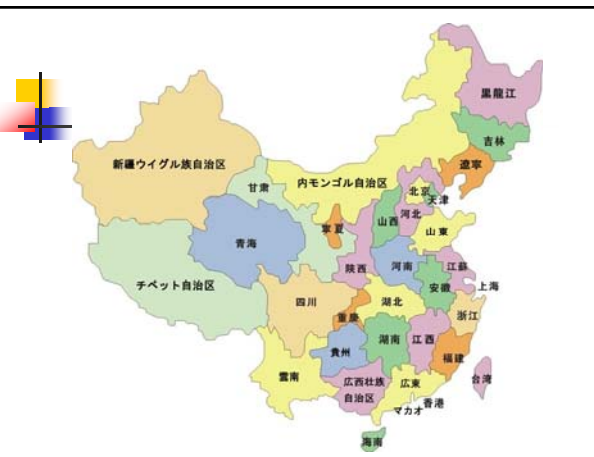 黒龍江
吉林
遼寧
新疆ウイグル族自治区
甘粛
内モンゴル自治区
北京
天津
河北
山西
山東
寧夏
青海
陝西
河南
江蘇
チベット自治区
安徽
上海
四川
湖北
重慶
浙江
湖南
江西
貴州
福建
雲南
広西壮族
自治区
広東
台湾
マカオ
香港
海南